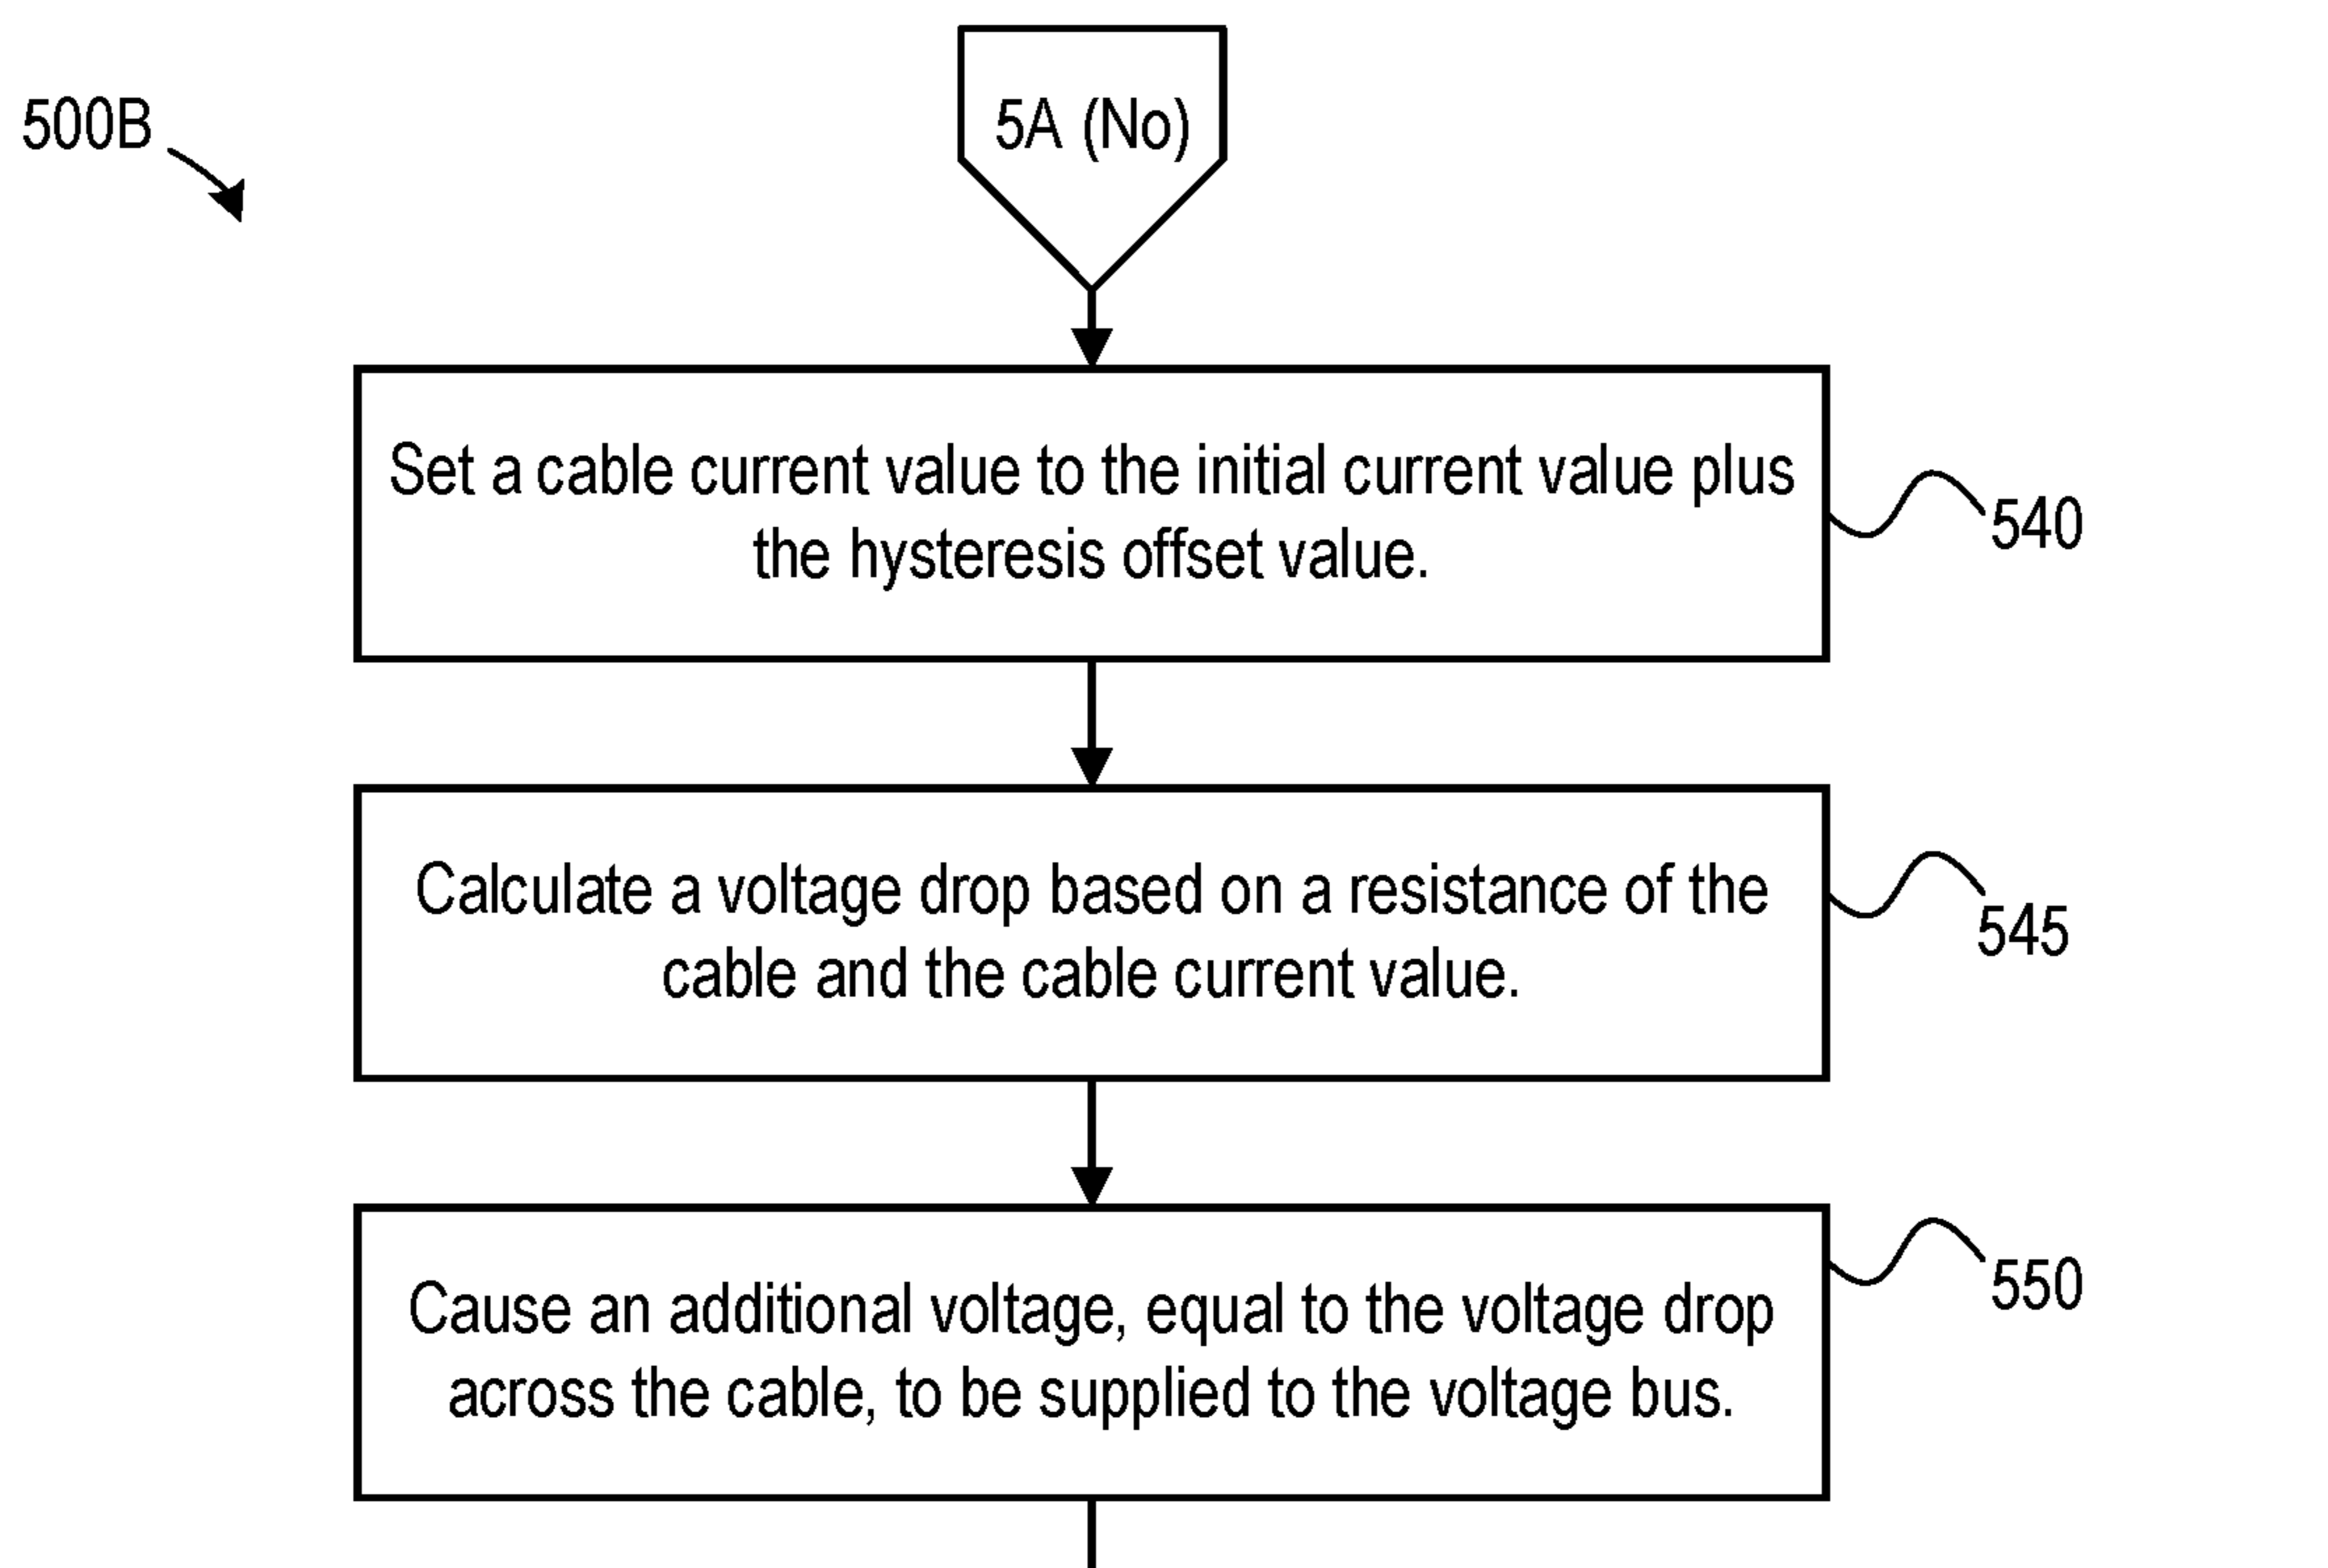 500B
5A (No)
Set a cable current value to the initial current value plus
the hysteresis offset value.
540
Calculate a voltage drop based on a resistance of the
cable and the cable current value.
545
Cause an additional voltage, equal to the voltage drop
across the cable, to be supplied to the voltage bus.
550